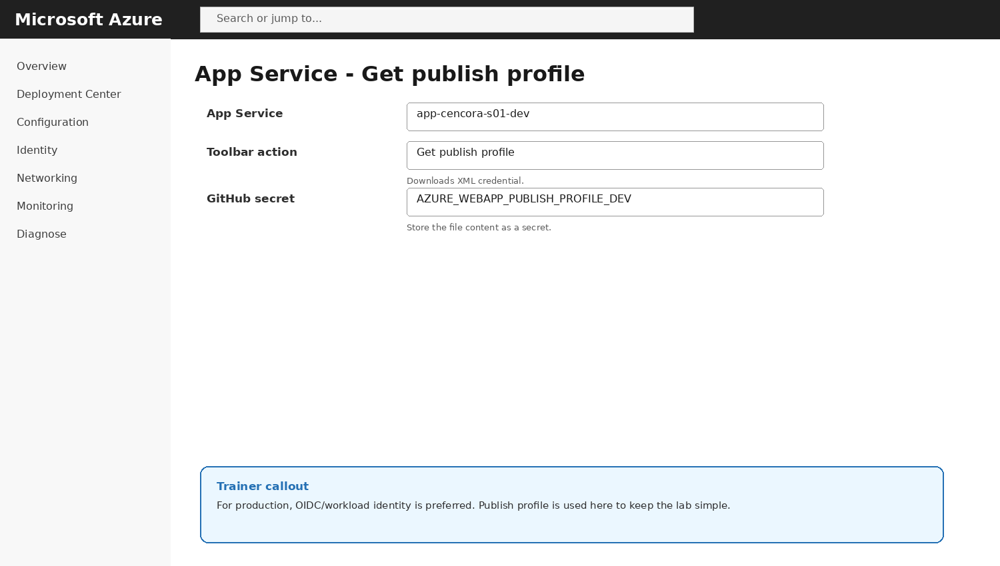 Microsoft Azure
Search or jump to...
Overview
Deployment Center
Configuration
Identity
Networking
Monitoring
Diagnose
App Service - Get publish profile
App Service
app-cencora-s01-dev
Toolbar action
Get publish profile
Downloads XML credential.
GitHub secret
AZURE_WEBAPP_PUBLISH_PROFILE_DEV
Store the file content as a secret.
Trainer callout
For production, OIDC/workload identity is preferred. Publish profile is used here to keep the lab simple.